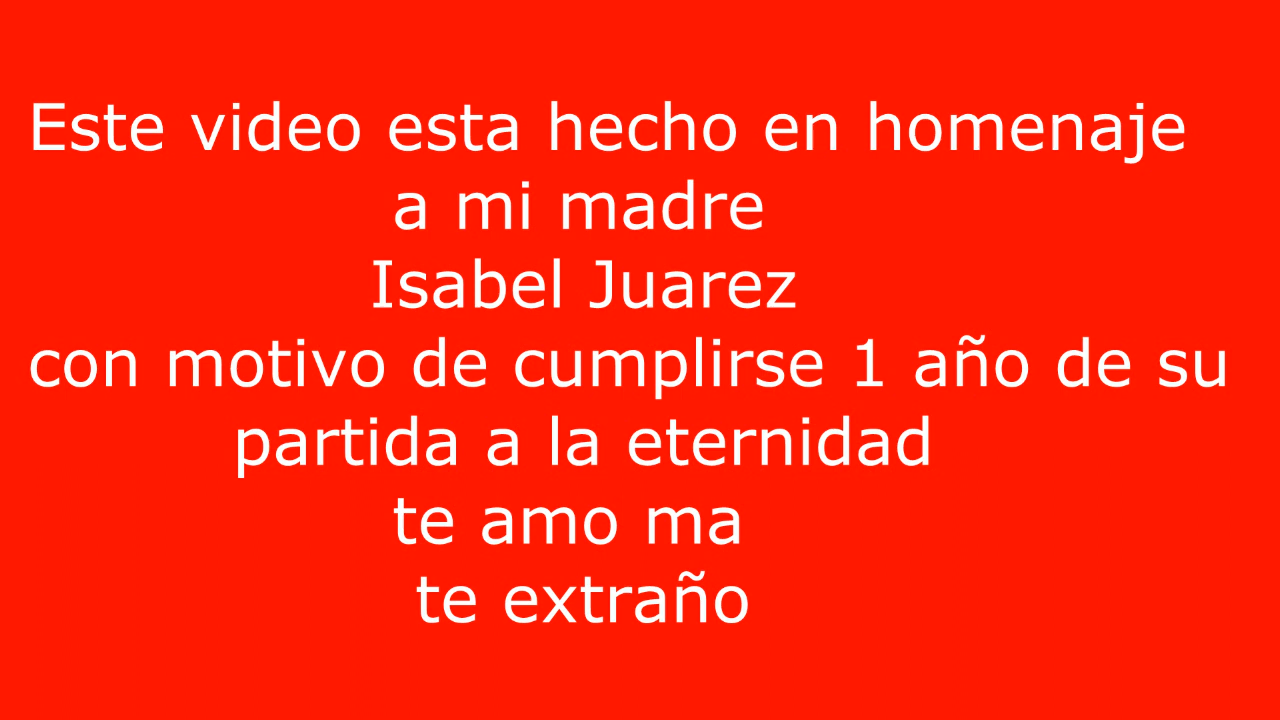 Este video esta hecho en homenaje
a mi madre
Isabel Juarez
con motivo de cumplirse 1 año de su
partida a la eternidad
te amo ma
te extraño